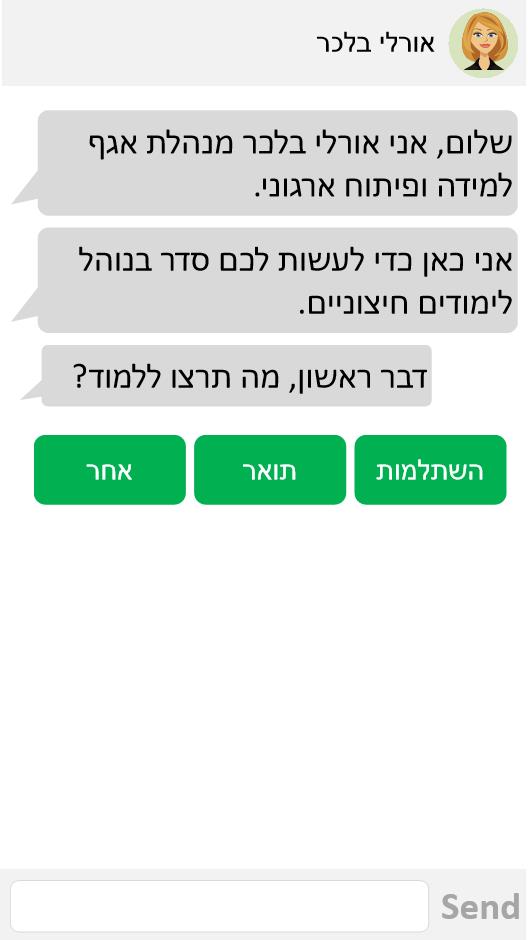 אורלי בלכר
שלום, אני אורלי בלכר מנהלת אגף
למידה ופיתוח ארגוני.
אני כאן כדי לעשות לכם סדר בנוהל
לימודים חיצוניים.
דבר ראשון, מה תרצו ללמוד?
השתלמות
תואר
אחר
Send